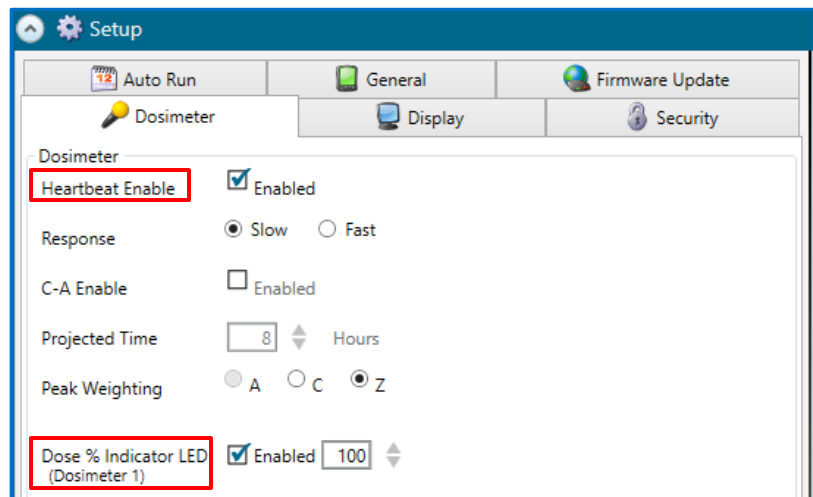 Setup
12 Auto Run General Firmware Update
Dosimeter Display Security
Dosimeter
Heartbeat Enable Enabled
Response Slow Fast
C-A Enable Enabled
Projected Time 8 Hours
Peak Weighting A C Z
Dose % Indicator LED Enabled 100
(Dosimeter 1)